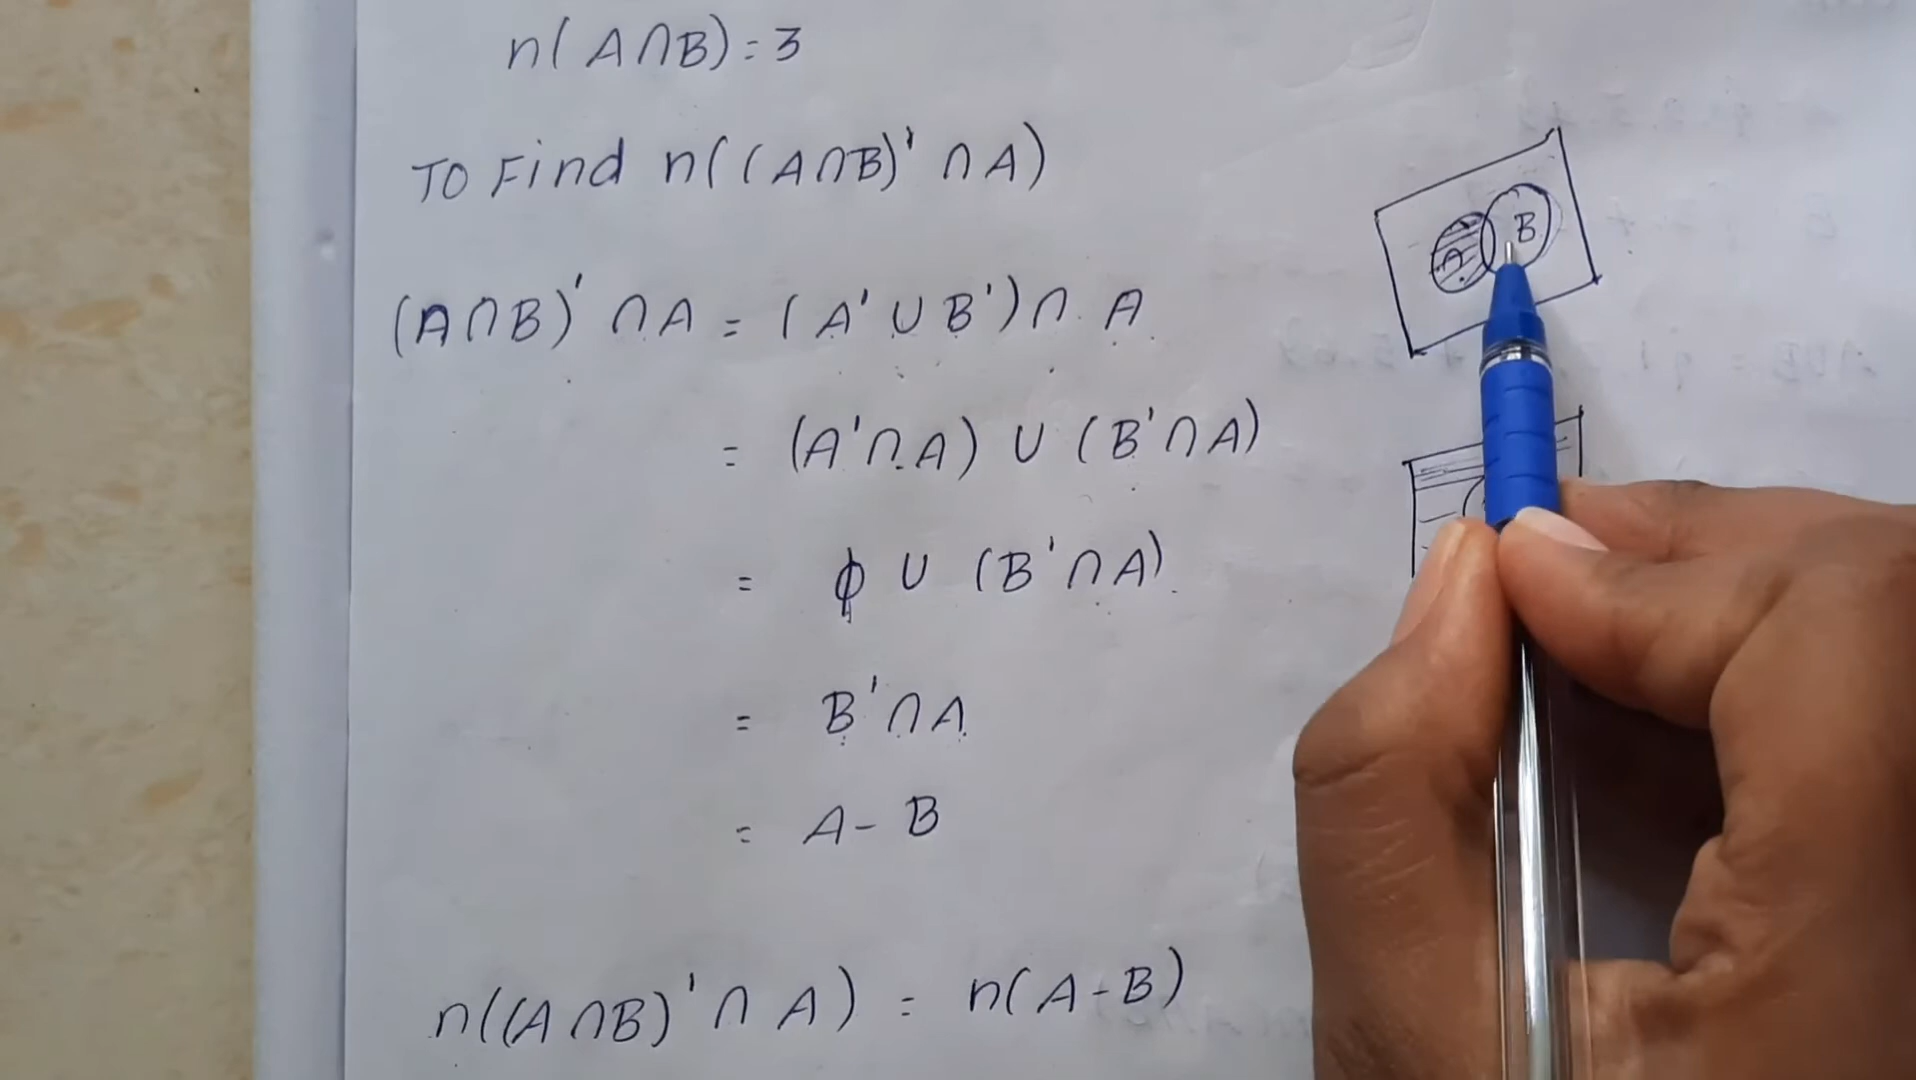 n(A∩B)=3
TO Find n((A∩B)'∩A)
(A∩B)'∩A = (A'∪B')∩A
= (A'∩A) ∪ (B'∩A)
= ϕ ∪ (B'∩A)
= B'∩A
= A-B
n((A∩B)'∩A) = n(A-B)
A
B